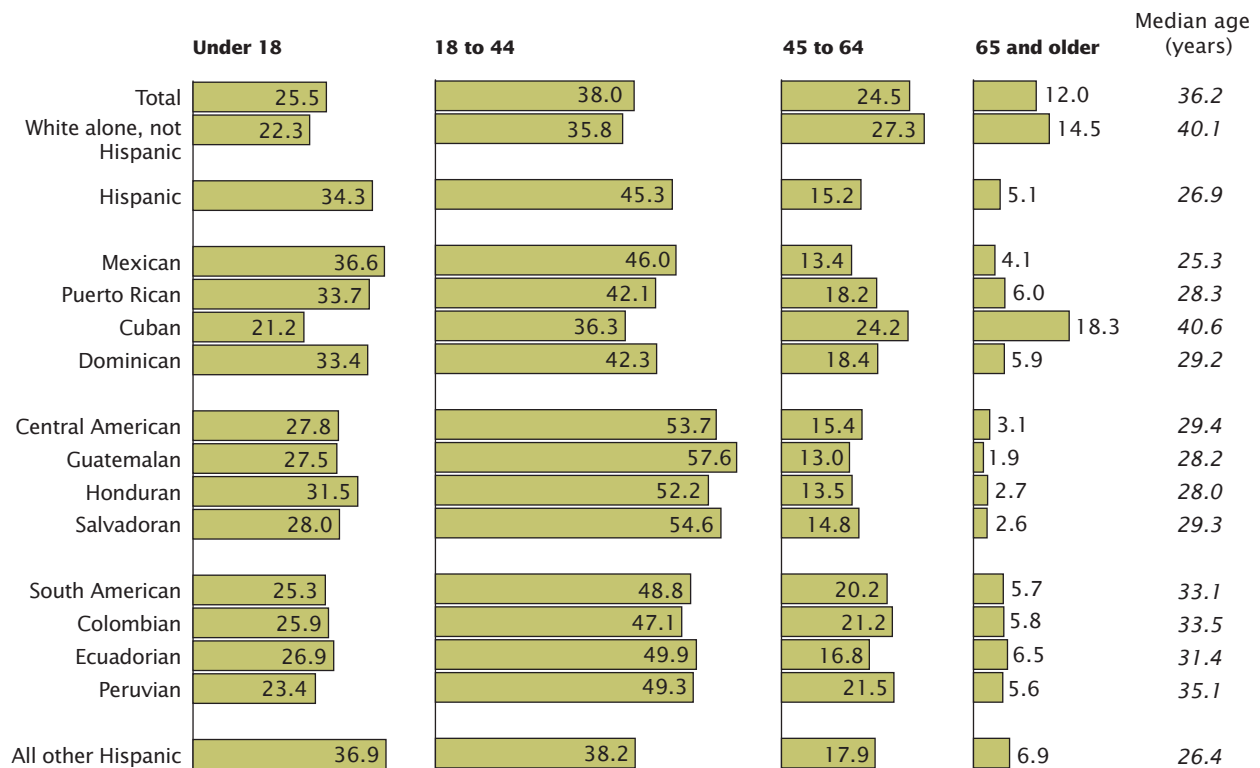 Median age
Under 18 18 to 44 45 to 64 65 and older (years)
Total 25.5 38.0 24.5 12.0 36.2
White alone, not 22.3 35.8 27.3 14.5 40.1
Hispanic
Hispanic 34.3 45.3 15.2 5.1 26.9
Mexican 36.6 46.0 13.4 4.1 25.3
Puerto Rican 33.7 42.1 18.2 6.0 28.3
Cuban 21.2 36.3 24.2 18.3 40.6
Dominican 33.4 42.3 18.4 5.9 29.2
Central American 27.8 53.7 15.4 3.1 29.4
Guatemalan 27.5 57.6 13.0 1.9 28.2
Honduran 31.5 52.2 13.5 2.7 28.0
Salvadoran 28.0 54.6 14.8 2.6 29.3
South American 25.3 48.8 20.2 5.7 33.1
Colombian 25.9 47.1 21.2 5.8 33.5
Ecuadorian 26.9 49.9 16.8 6.5 31.4
Peruvian 23.4 49.3 21.5 5.6 35.1
All other Hispanic 36.9 38.2 17.9 6.9 26.4